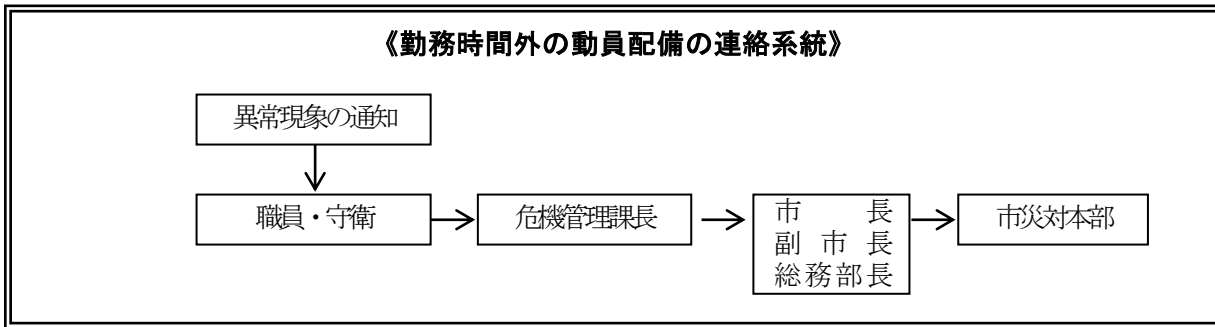 《勤務時間外の動員配備の連絡系統》
異常現象の通知
職員・守衛
危機管理課長
市長
副市長
総務部長
市災対本部